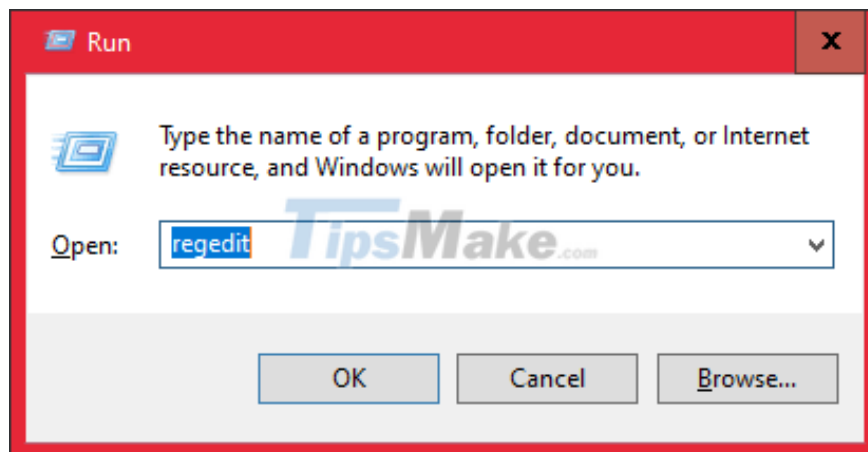 Run
x
Type the name of a program, folder, document, or Internet
resource, and Windows will open it for you.
Open: regedit
TipsMake.com
OK Cancel Browse...